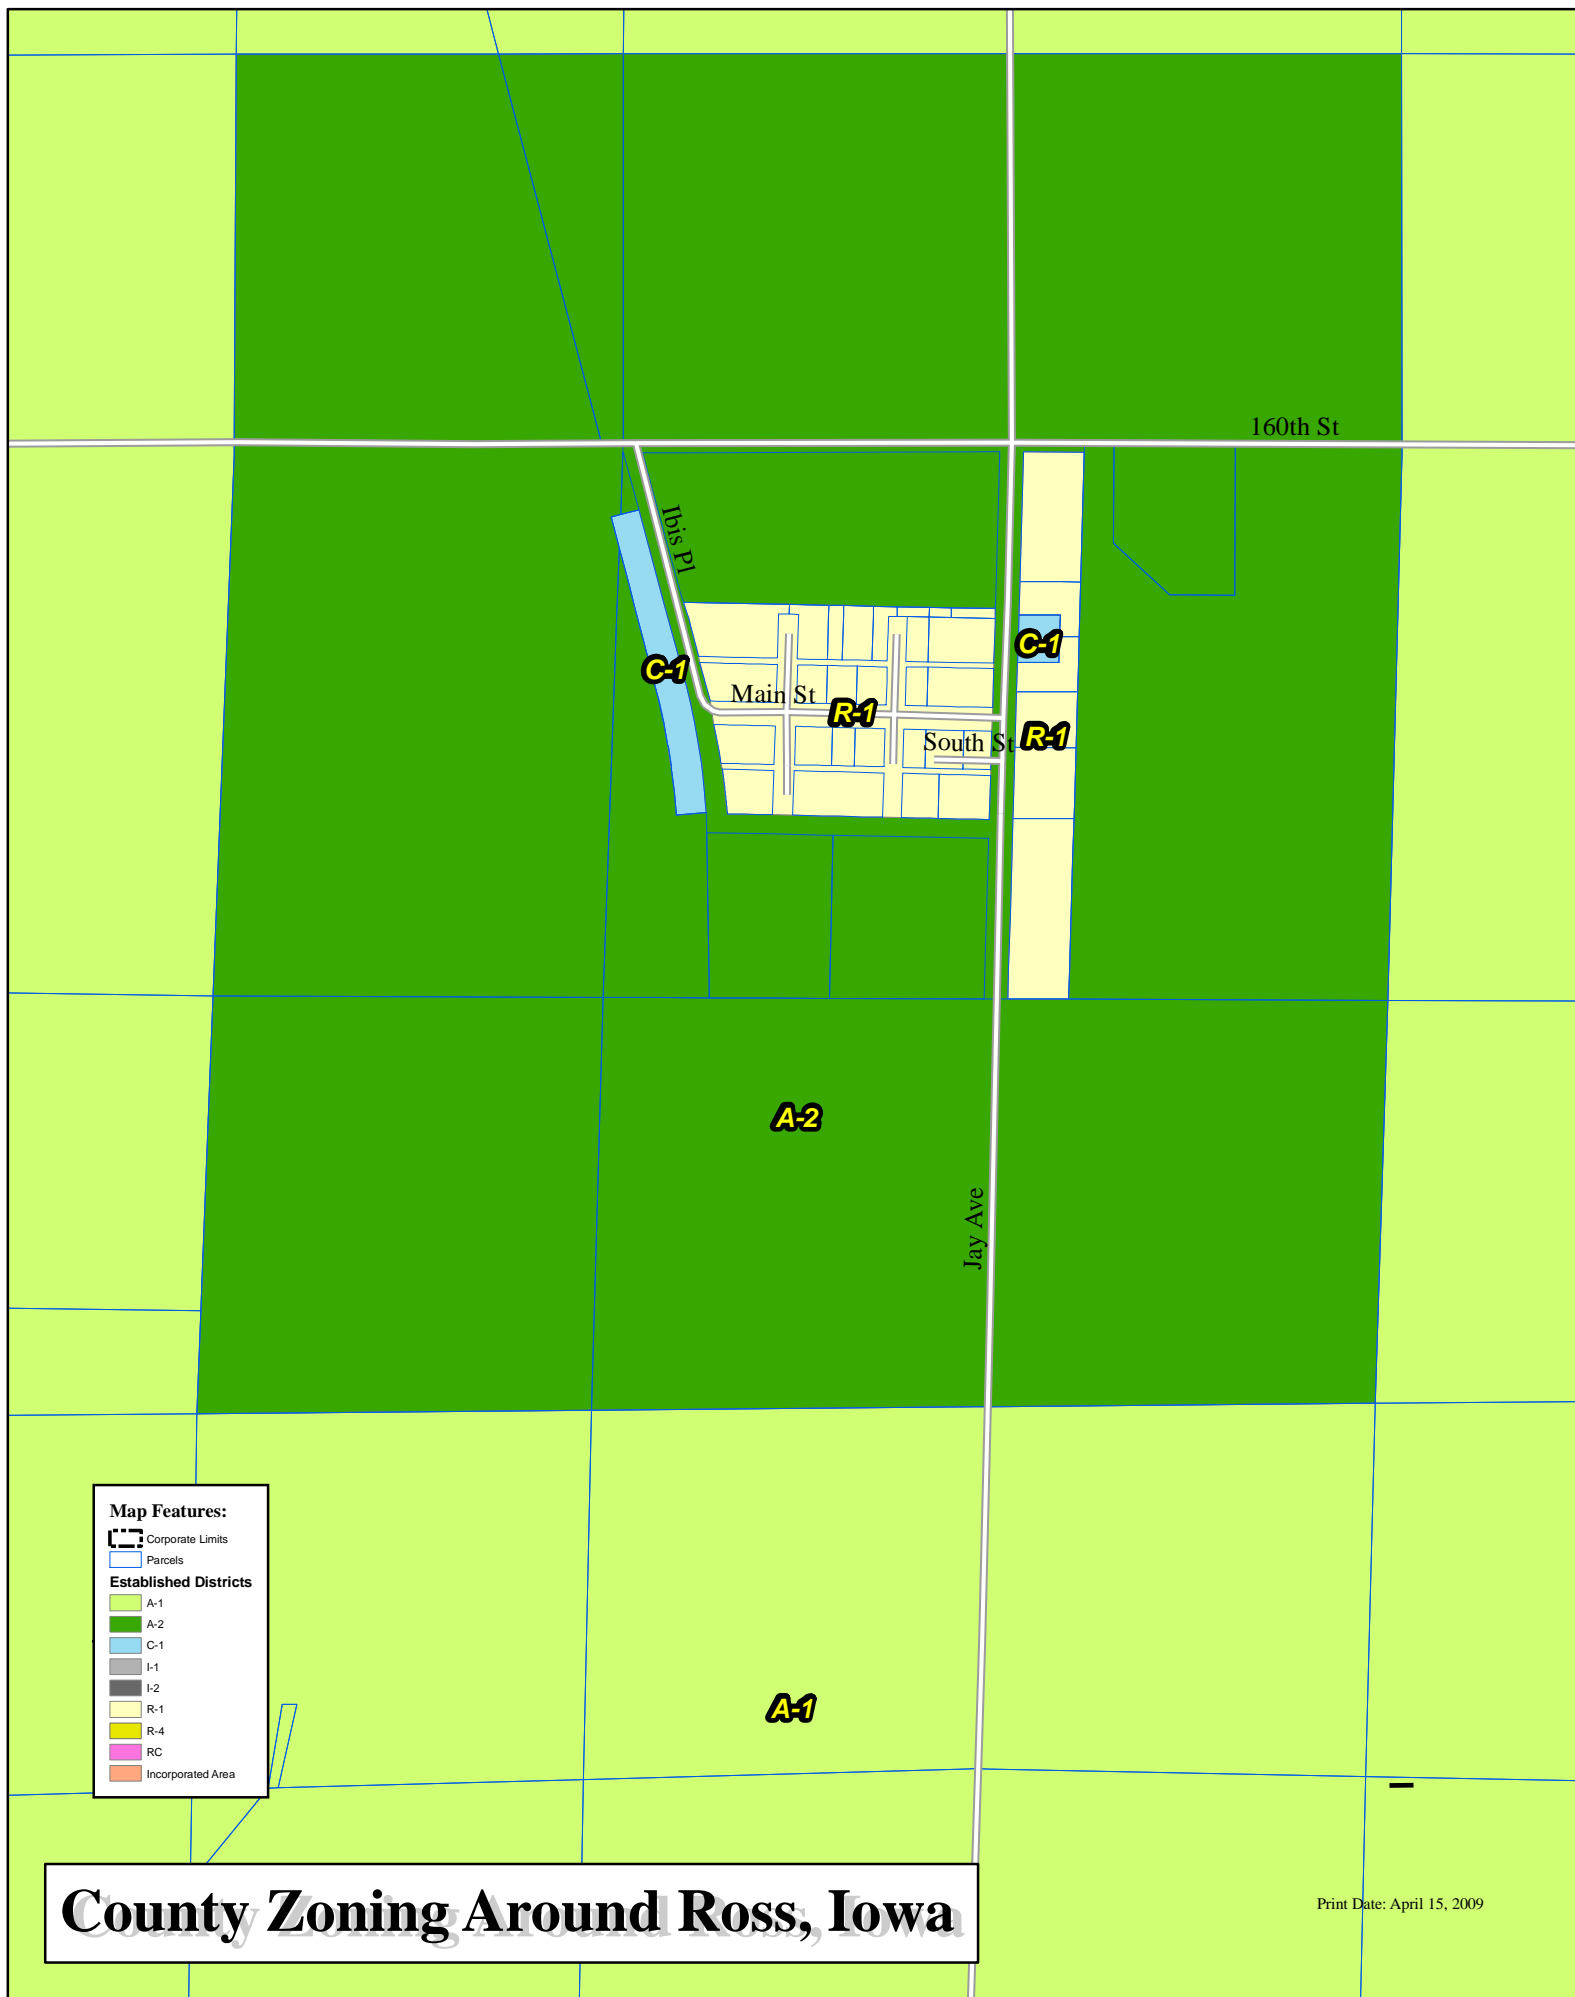 160th St
Ibis Pl
C-1
C-1
Main St
R-1
South St
R-1
A-2
Jay Ave
Map Features:
Corporate Limits
Parcels
Established Districts
A-1
A-2
C-1
I-1
I-2
R-1
R-4
RC
Incorporated Area
A-1
County Zoning Around Ross, Iowa
Print Date: April 15, 2009